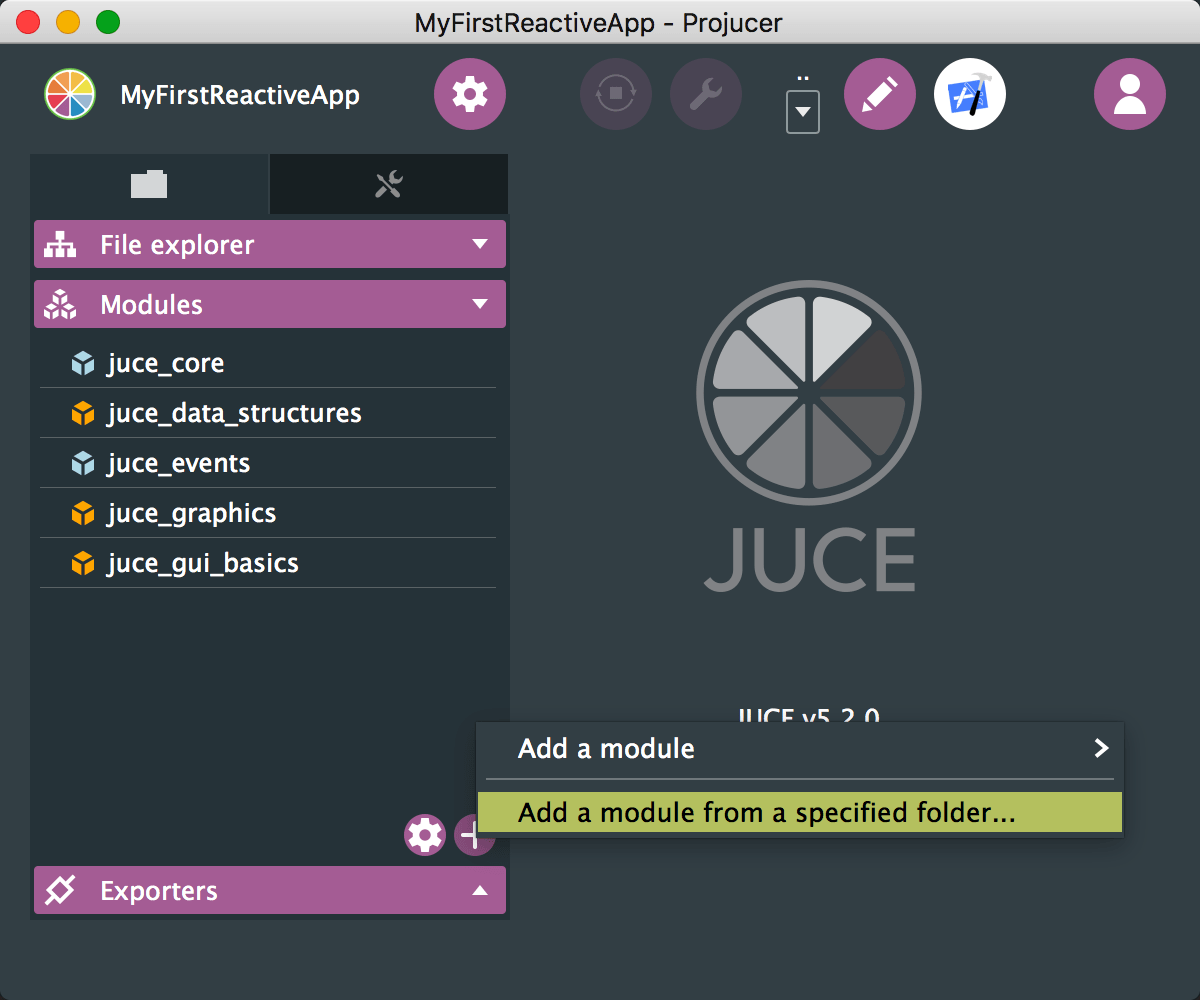 MyFirstReactiveApp - Projucer
MyFirstReactiveApp
..
File explorer
Modules
juce_core
juce_data_structures
juce_events
juce_graphics
juce_gui_basics
JUCE
JUCE v5.2.0
Add a module
Add a module from a specified folder...
Exporters